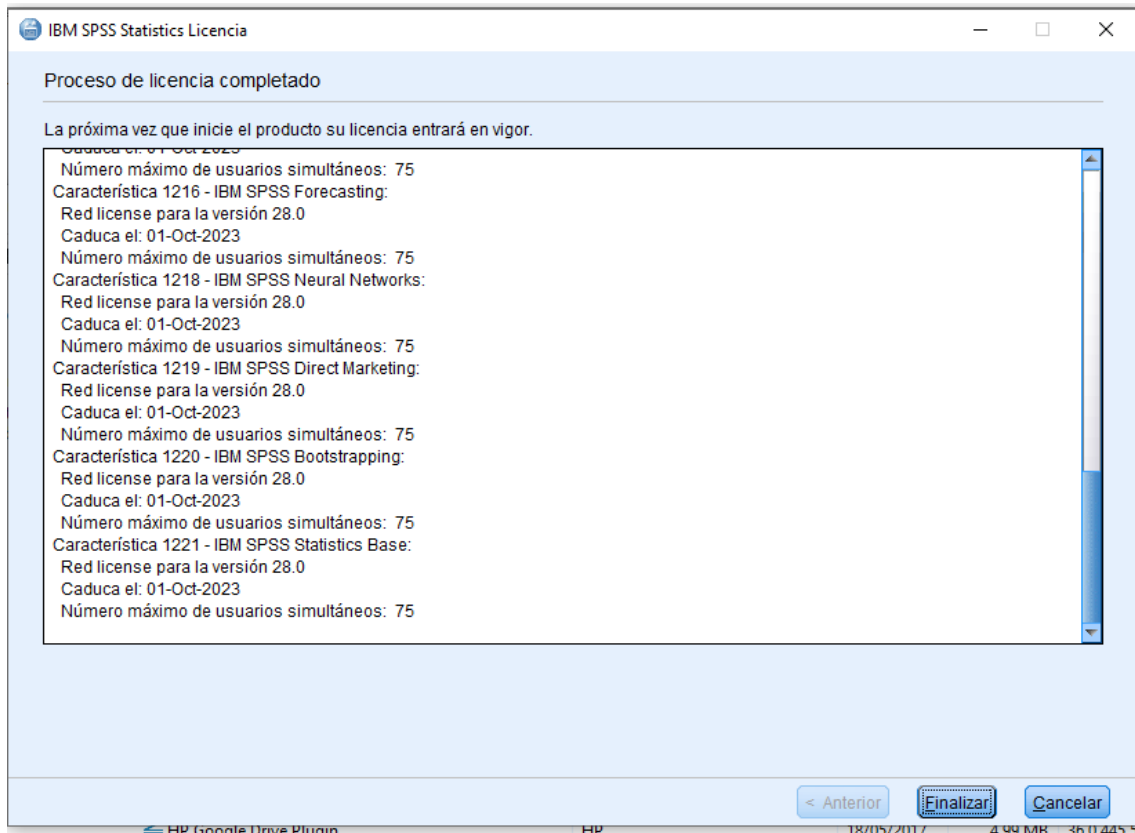 IBM SPSS Statistics Licencia
Proceso de licencia completado
La próxima vez que inicie el producto su licencia entrará en vigor.
Caduca el: 01-Oct-2023
Número máximo de usuarios simultáneos: 75
Característica 1216 - IBM SPSS Forecasting:
Red license para la versión 28.0
Caduca el: 01-Oct-2023
Número máximo de usuarios simultáneos: 75
Característica 1218 - IBM SPSS Neural Networks:
Red license para la versión 28.0
Caduca el: 01-Oct-2023
Número máximo de usuarios simultáneos: 75
Característica 1219 - IBM SPSS Direct Marketing:
Red license para la versión 28.0
Caduca el: 01-Oct-2023
Número máximo de usuarios simultáneos: 75
Característica 1220 - IBM SPSS Bootstrapping:
Red license para la versión 28.0
Caduca el: 01-Oct-2023
Número máximo de usuarios simultáneos: 75
Característica 1221 - IBM SPSS Statistics Base:
Red license para la versión 28.0
Caduca el: 01-Oct-2023
Número máximo de usuarios simultáneos: 75
< Anterior Finalizar Cancelar
HP Google Drive Plugin HP 18/05/2017 4,99 MB